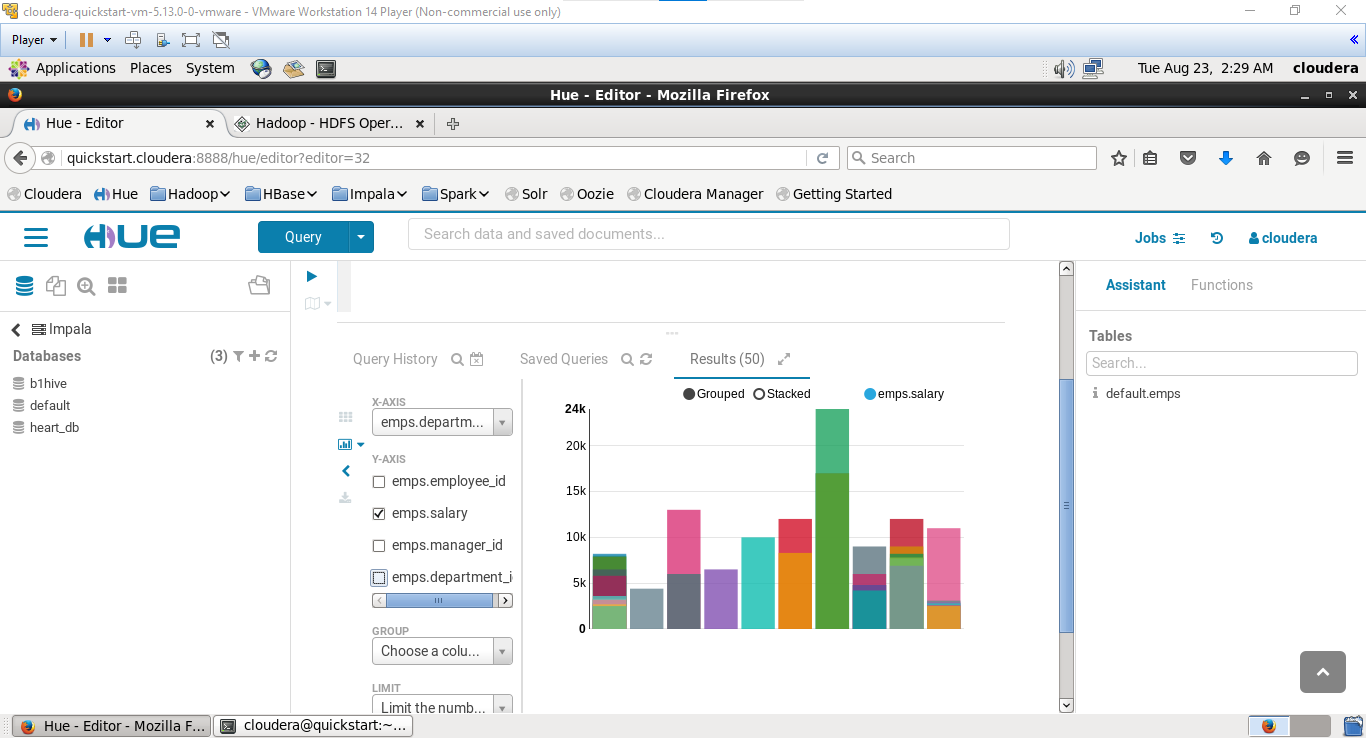 cloudera-quickstart-vm-5.13.0-0-vmware - VMware Workstation 14 Player (Non-commercial use only)
Player
Applications Places System Tue Aug 23, 2:29 AM cloudera
Hue - Editor - Mozilla Firefox
Hue - Editor Hadoop - HDFS Oper...
quickstart.cloudera:8888/hue/editor?editor=32 Search
Cloudera Hue Hadoop HBase Impala Spark Solr Oozie Cloudera Manager Getting Started
HUE Query Search data and saved documents... Jobs cloudera
Assistant Functions
Impala
Databases (3)
b1hive
default
heart_db
Query History Saved Queries Results (50)
X-AXIS
emps.departm...
Y-AXIS
emps.employee_id
emps.salary
emps.manager_id
emps.department_i
GROUP
Choose a colu...
LIMIT
Limit the numb...
Grouped Stacked emps.salary
24k
20k
15k
10k
5k
0
Tables
Search...
default.emps
Hue - Editor - Mozilla F... cloudera@quickstart:~...